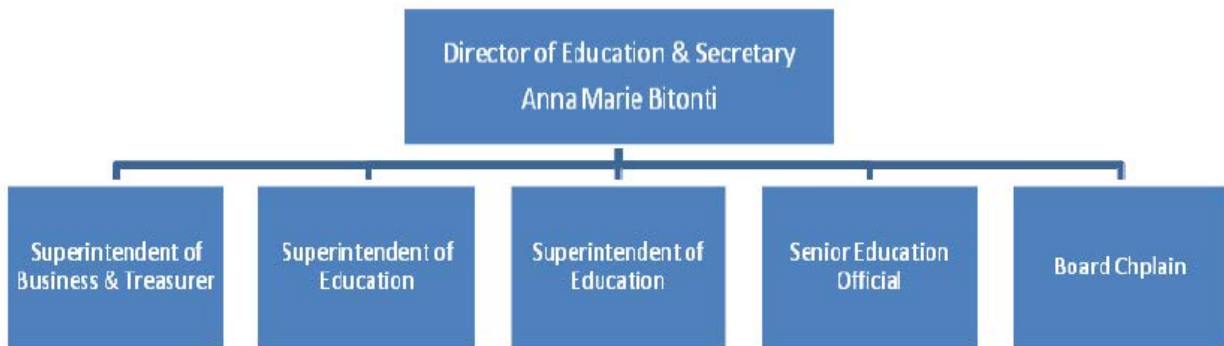 Director of Education & Secretary
Anna Marie Bitonti
Superintendent of
Business & Treasurer
Superintendent of
Education
Superintendent of
Education
Senior Education
Official
Board Chplain